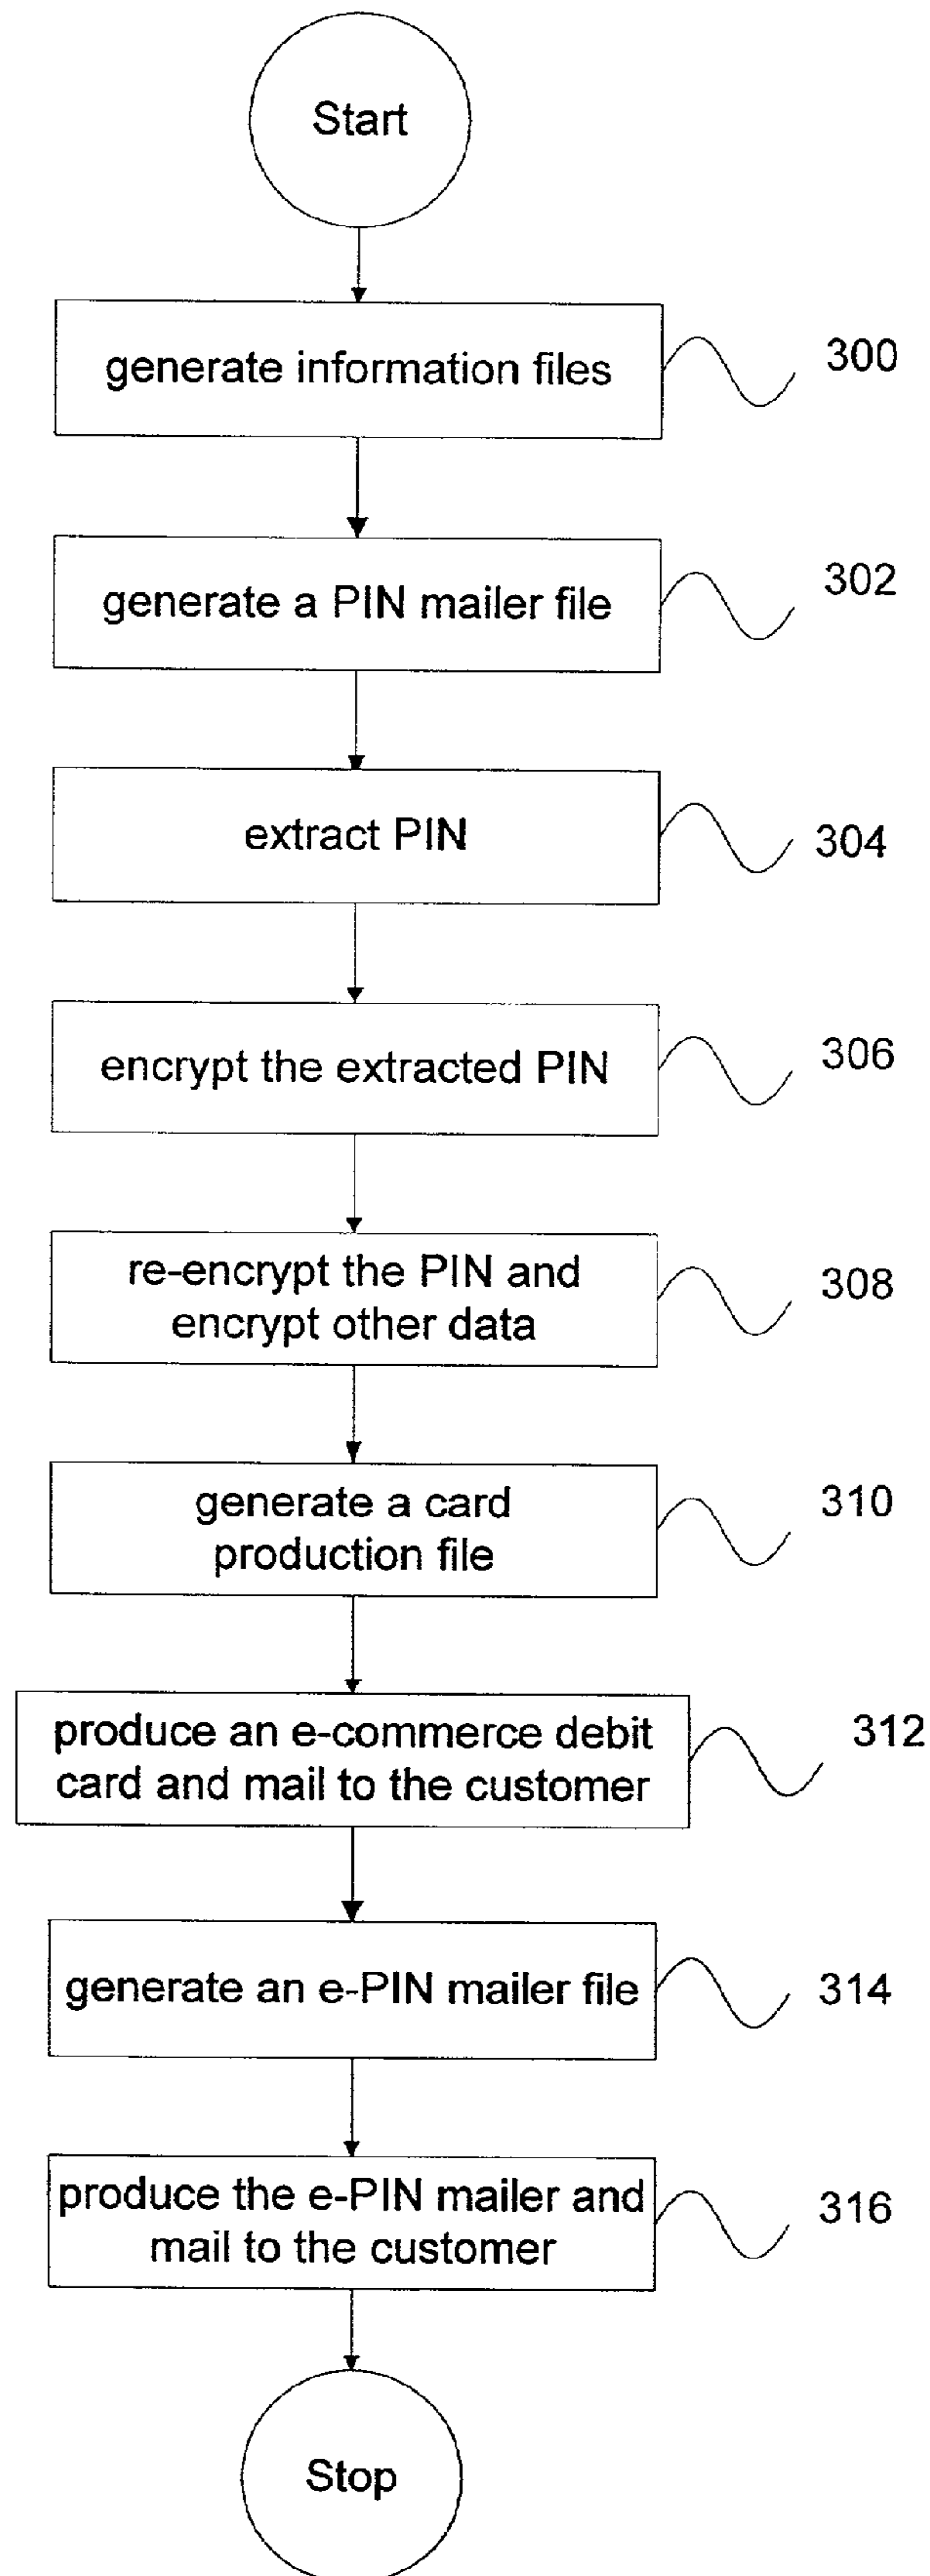 Start
generate information files
300
generate a PIN mailer file
302
extract PIN
304
encrypt the extracted PIN
306
re-encrypt the PIN and
encrypt other data
308
generate a card
production file
310
produce an e-commerce debit
card and mail to the customer
312
generate an e-PIN mailer file
314
produce the e-PIN mailer and
mail to the customer
316
Stop